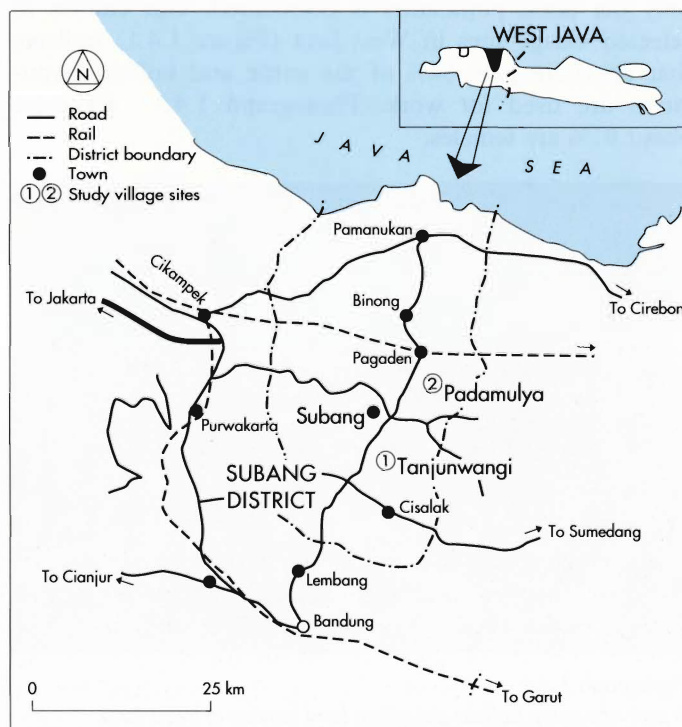 WEST JAVA
N
Road
Rail
District boundary
Town
①② Study village sites
JAVA SEA
Pamanukan
Cikampek
To Jakarta
Binong
To Cirebon
Pagaden
② Padamulya
Purwakarta
Subang
① Tanjunwangi
SUBANG
DISTRICT
Cisalak
To Sumedang
To Cianjur
Lembang
Bandung
0 25 km
To Garut